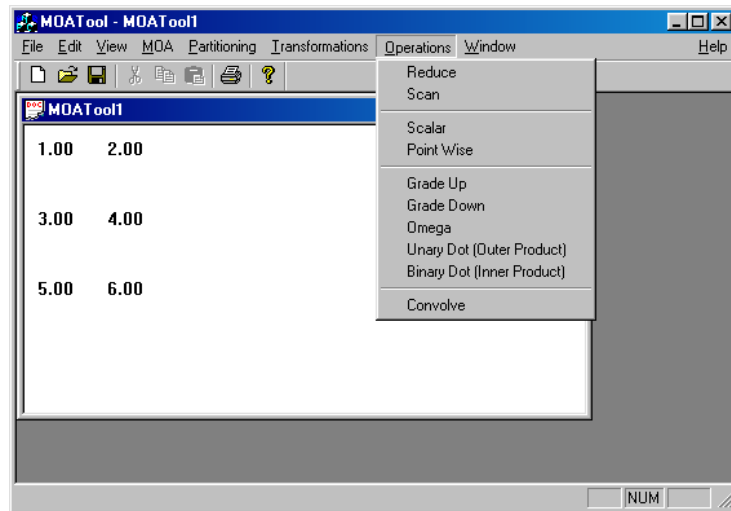 MOATool - MOATool1
File Edit View MOA Partitioning Transformations Operations Window Help
MOATool1
1.00 2.00
3.00 4.00
5.00 6.00
Reduce
Scan
Scalar
Point Wise
Grade Up
Grade Down
Omega
Unary Dot (Outer Product)
Binary Dot (Inner Product)
Convolve
NUM